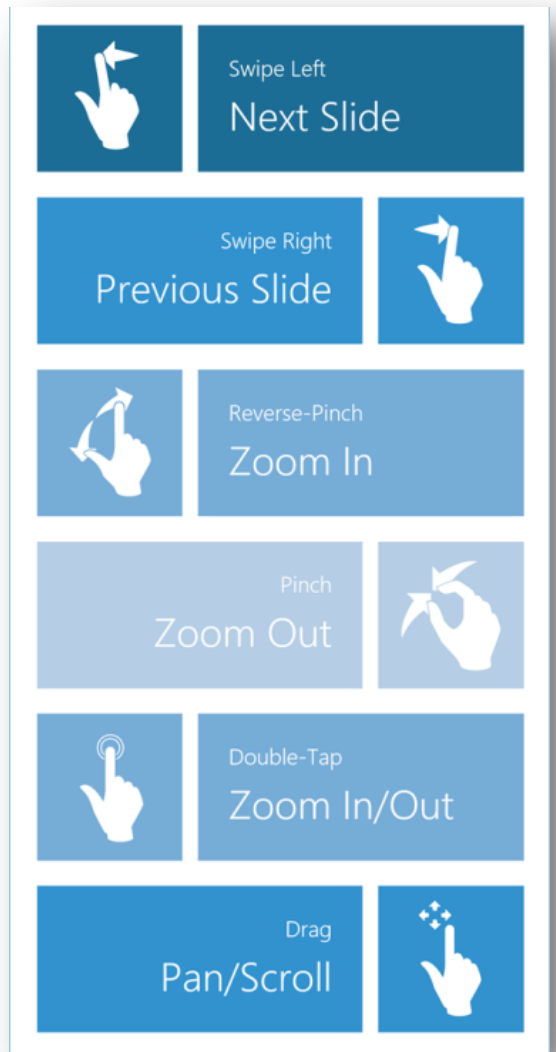 Swipe Left
Next Slide
Swipe Right
Previous Slide
Reverse-Pinch
Zoom In
Pinch
Zoom Out
Double-Tap
Zoom In/Out
Drag
Pan/Scroll